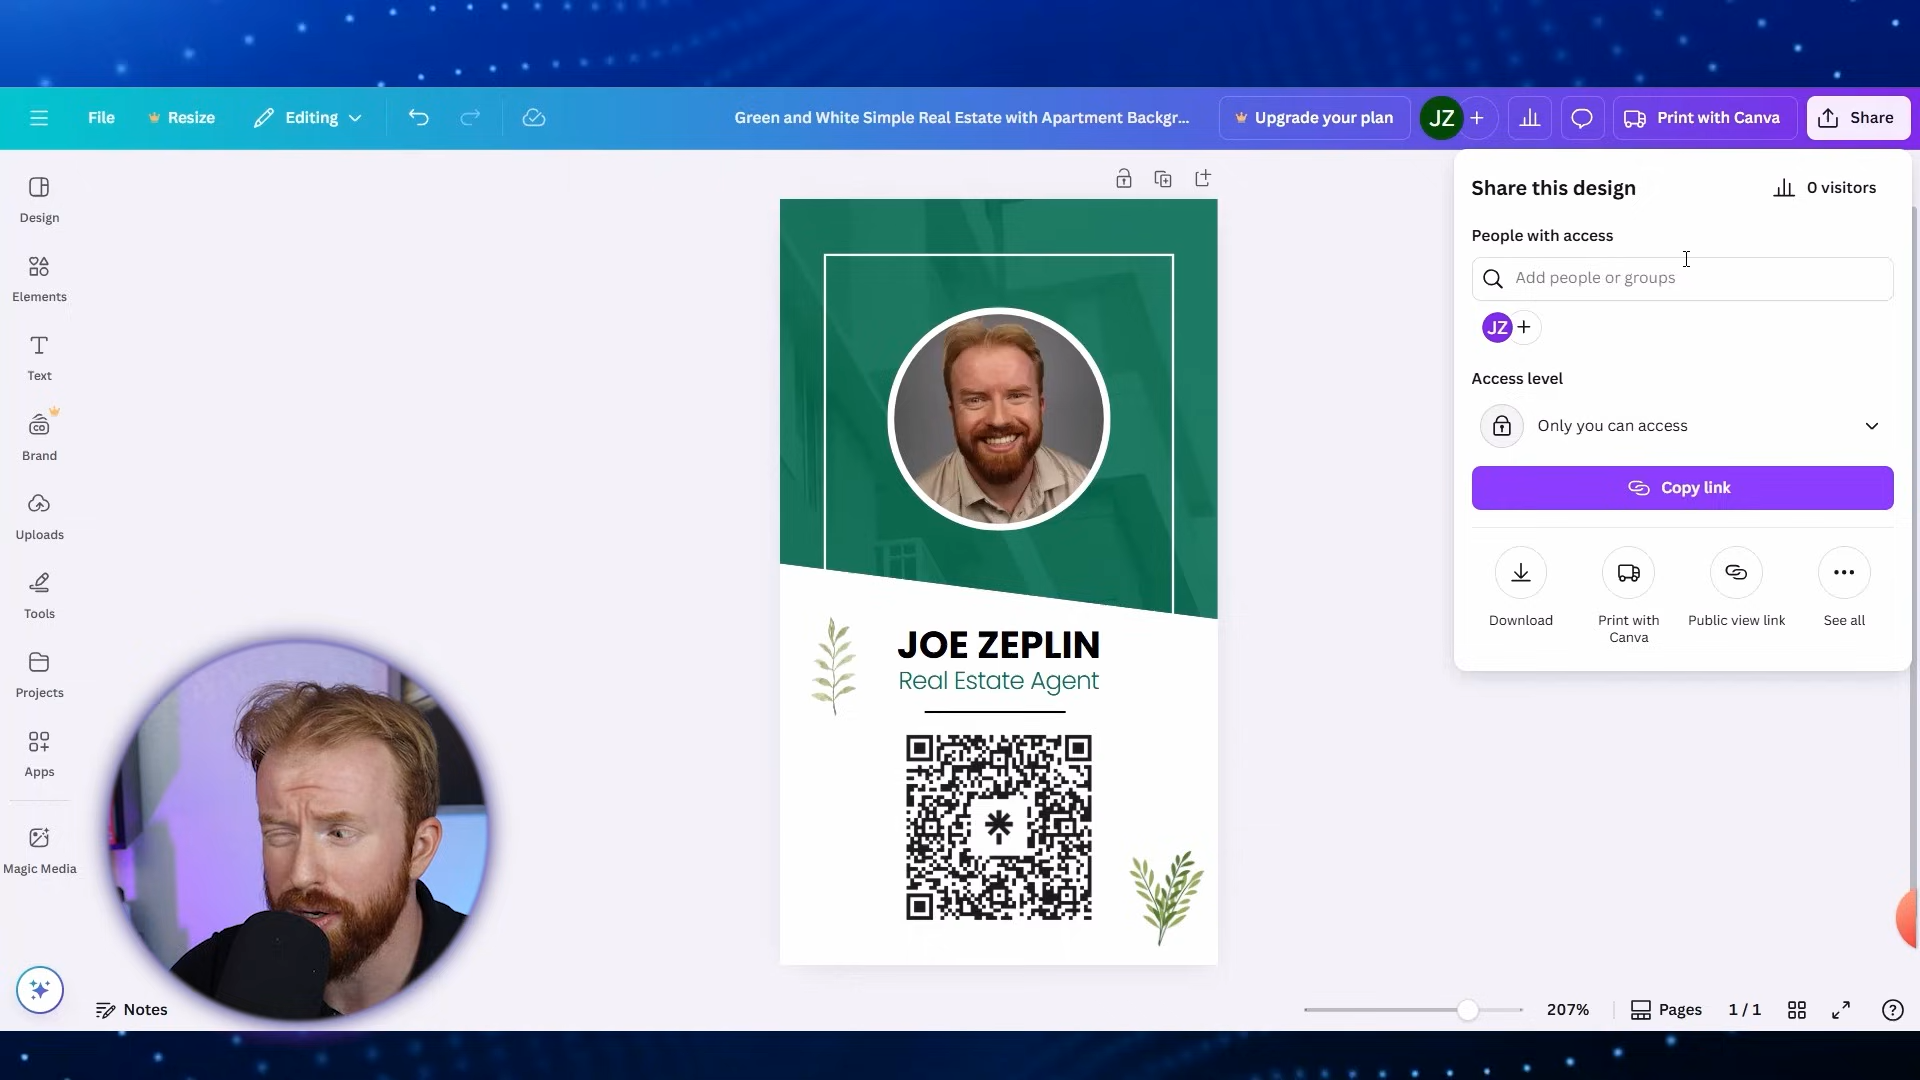 File
Resize
Editing
Green and White Simple Real Estate with Apartment Backgr...
Upgrade your plan
JZ
Print with Canva
Share
Design
Elements
Text
Brand
Uploads
Tools
Projects
Apps
Magic Media
JOE ZEPLIN
Real Estate Agent
Share this design
0 visitors
People with access
Add people or groups
JZ
Access level
Only you can access
Copy link
Download
Print with
Canva
Public view link
See all
Notes
207%
Pages
1 / 1